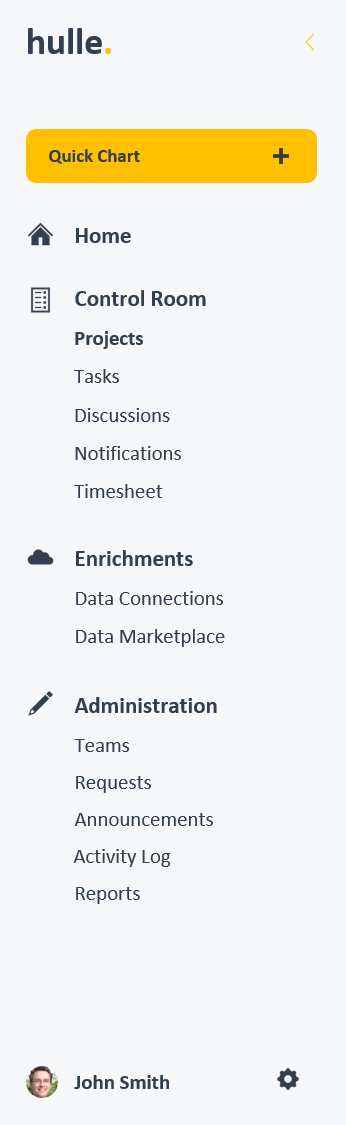 hulle.
Quick Chart
Home
Control Room
Projects
Tasks
Discussions
Notifications
Timesheet
Enrichments
Data Connections
Data Marketplace
Administration
Teams
Requests
Announcements
Activity Log
Reports
John Smith